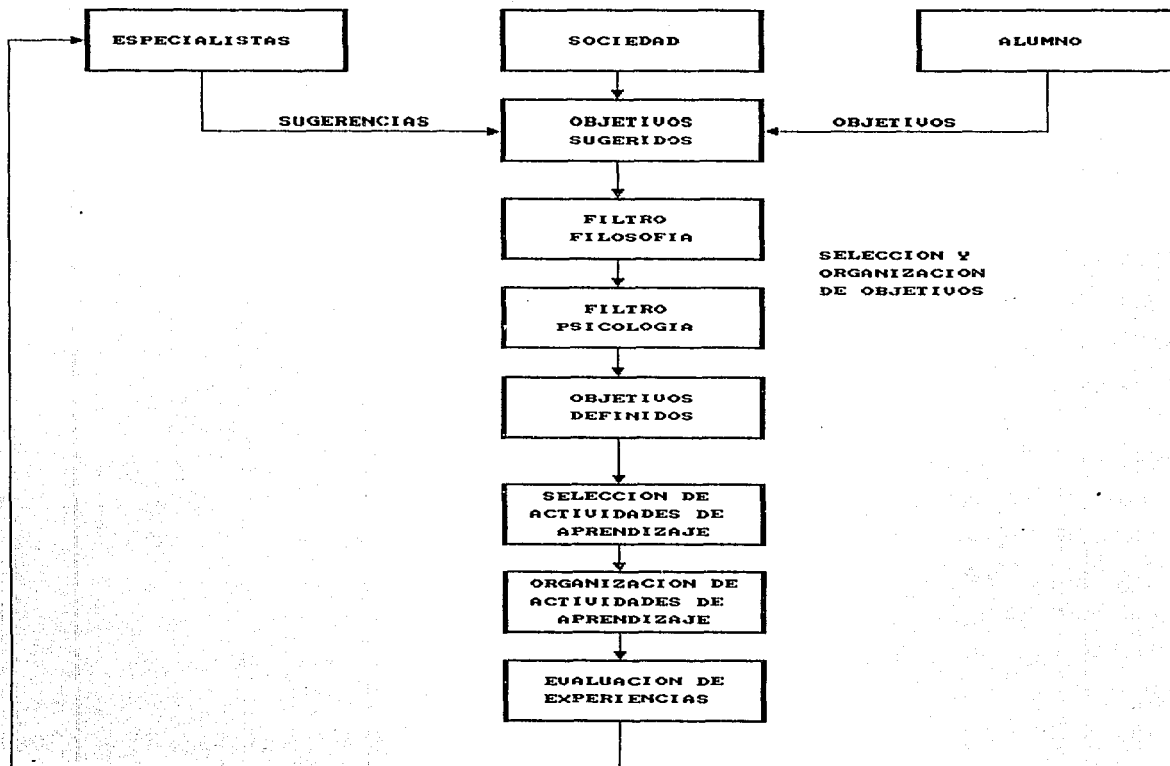 ESPECIALISTAS
SOCIEDAD
ALUMNO
SUGERENCIAS
OBJETIVOS
SUGERIDOS
OBJETIVOS
FILTRO
FILOSOFIA
SELECCION Y
ORGANIZACION
DE OBJETIVOS
FILTRO
PSICOLOGIA
OBJETIVOS
DEFINIDOS
SELECCION DE
ACTIVIDADES DE
APRENDIZAJE
ORGANIZACION DE
ACTIVIDADES DE
APRENDIZAJE
EVALUACION DE
EXPERIENCIAS